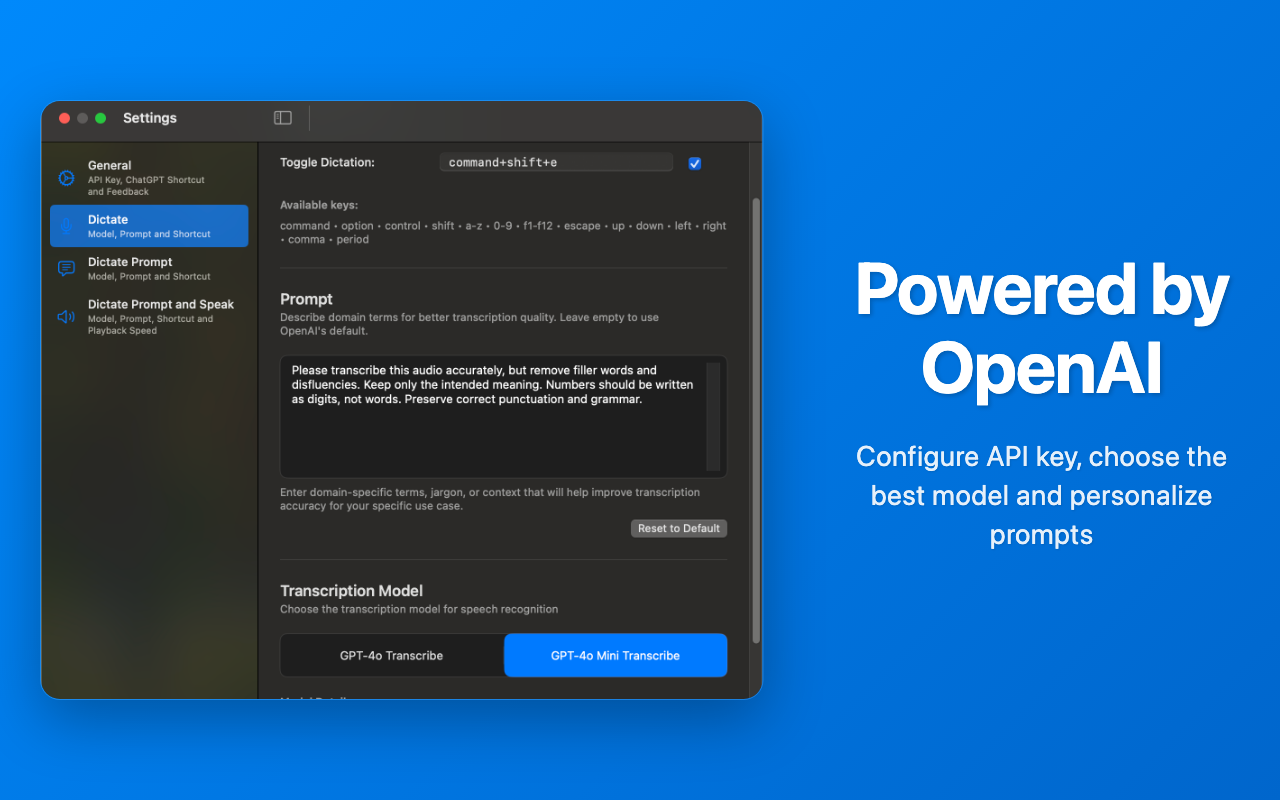 Settings
General
API Key, ChatGPT Shortcut
and Feedback
Dictate
Model, Prompt and Shortcut
Dictate Prompt
Model, Prompt and Shortcut
Dictate Prompt and Speak
Model, Prompt, Shortcut and
Playback Speed
Toggle Dictation: command+shift+e
Available keys:
command • option • control • shift • a-z • 0-9 • f1-f12 • escape • up • down • left • right
• comma • period
Prompt
Describe domain terms for better transcription quality. Leave empty to use
OpenAI's default.
Please transcribe this audio accurately, but remove filler words and
disfluencies. Keep only the intended meaning. Numbers should be written
as digits, not words. Preserve correct punctuation and grammar.
Enter domain-specific terms, jargon, or context that will help improve transcription
accuracy for your specific use case.
Reset to Default
Transcription Model
Choose the transcription model for speech recognition
GPT-4o Transcribe GPT-4o Mini Transcribe
Powered by
OpenAI
Configure API key, choose the
best model and personalize
prompts